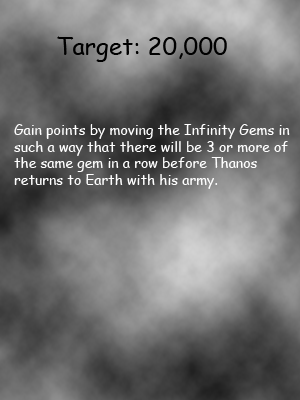 Target: 20,000
Gain points by moving the Infinity Gems in
such a way that there will be 3 or more of
the same gem in a row before Thanos
returns to Earth with his army.